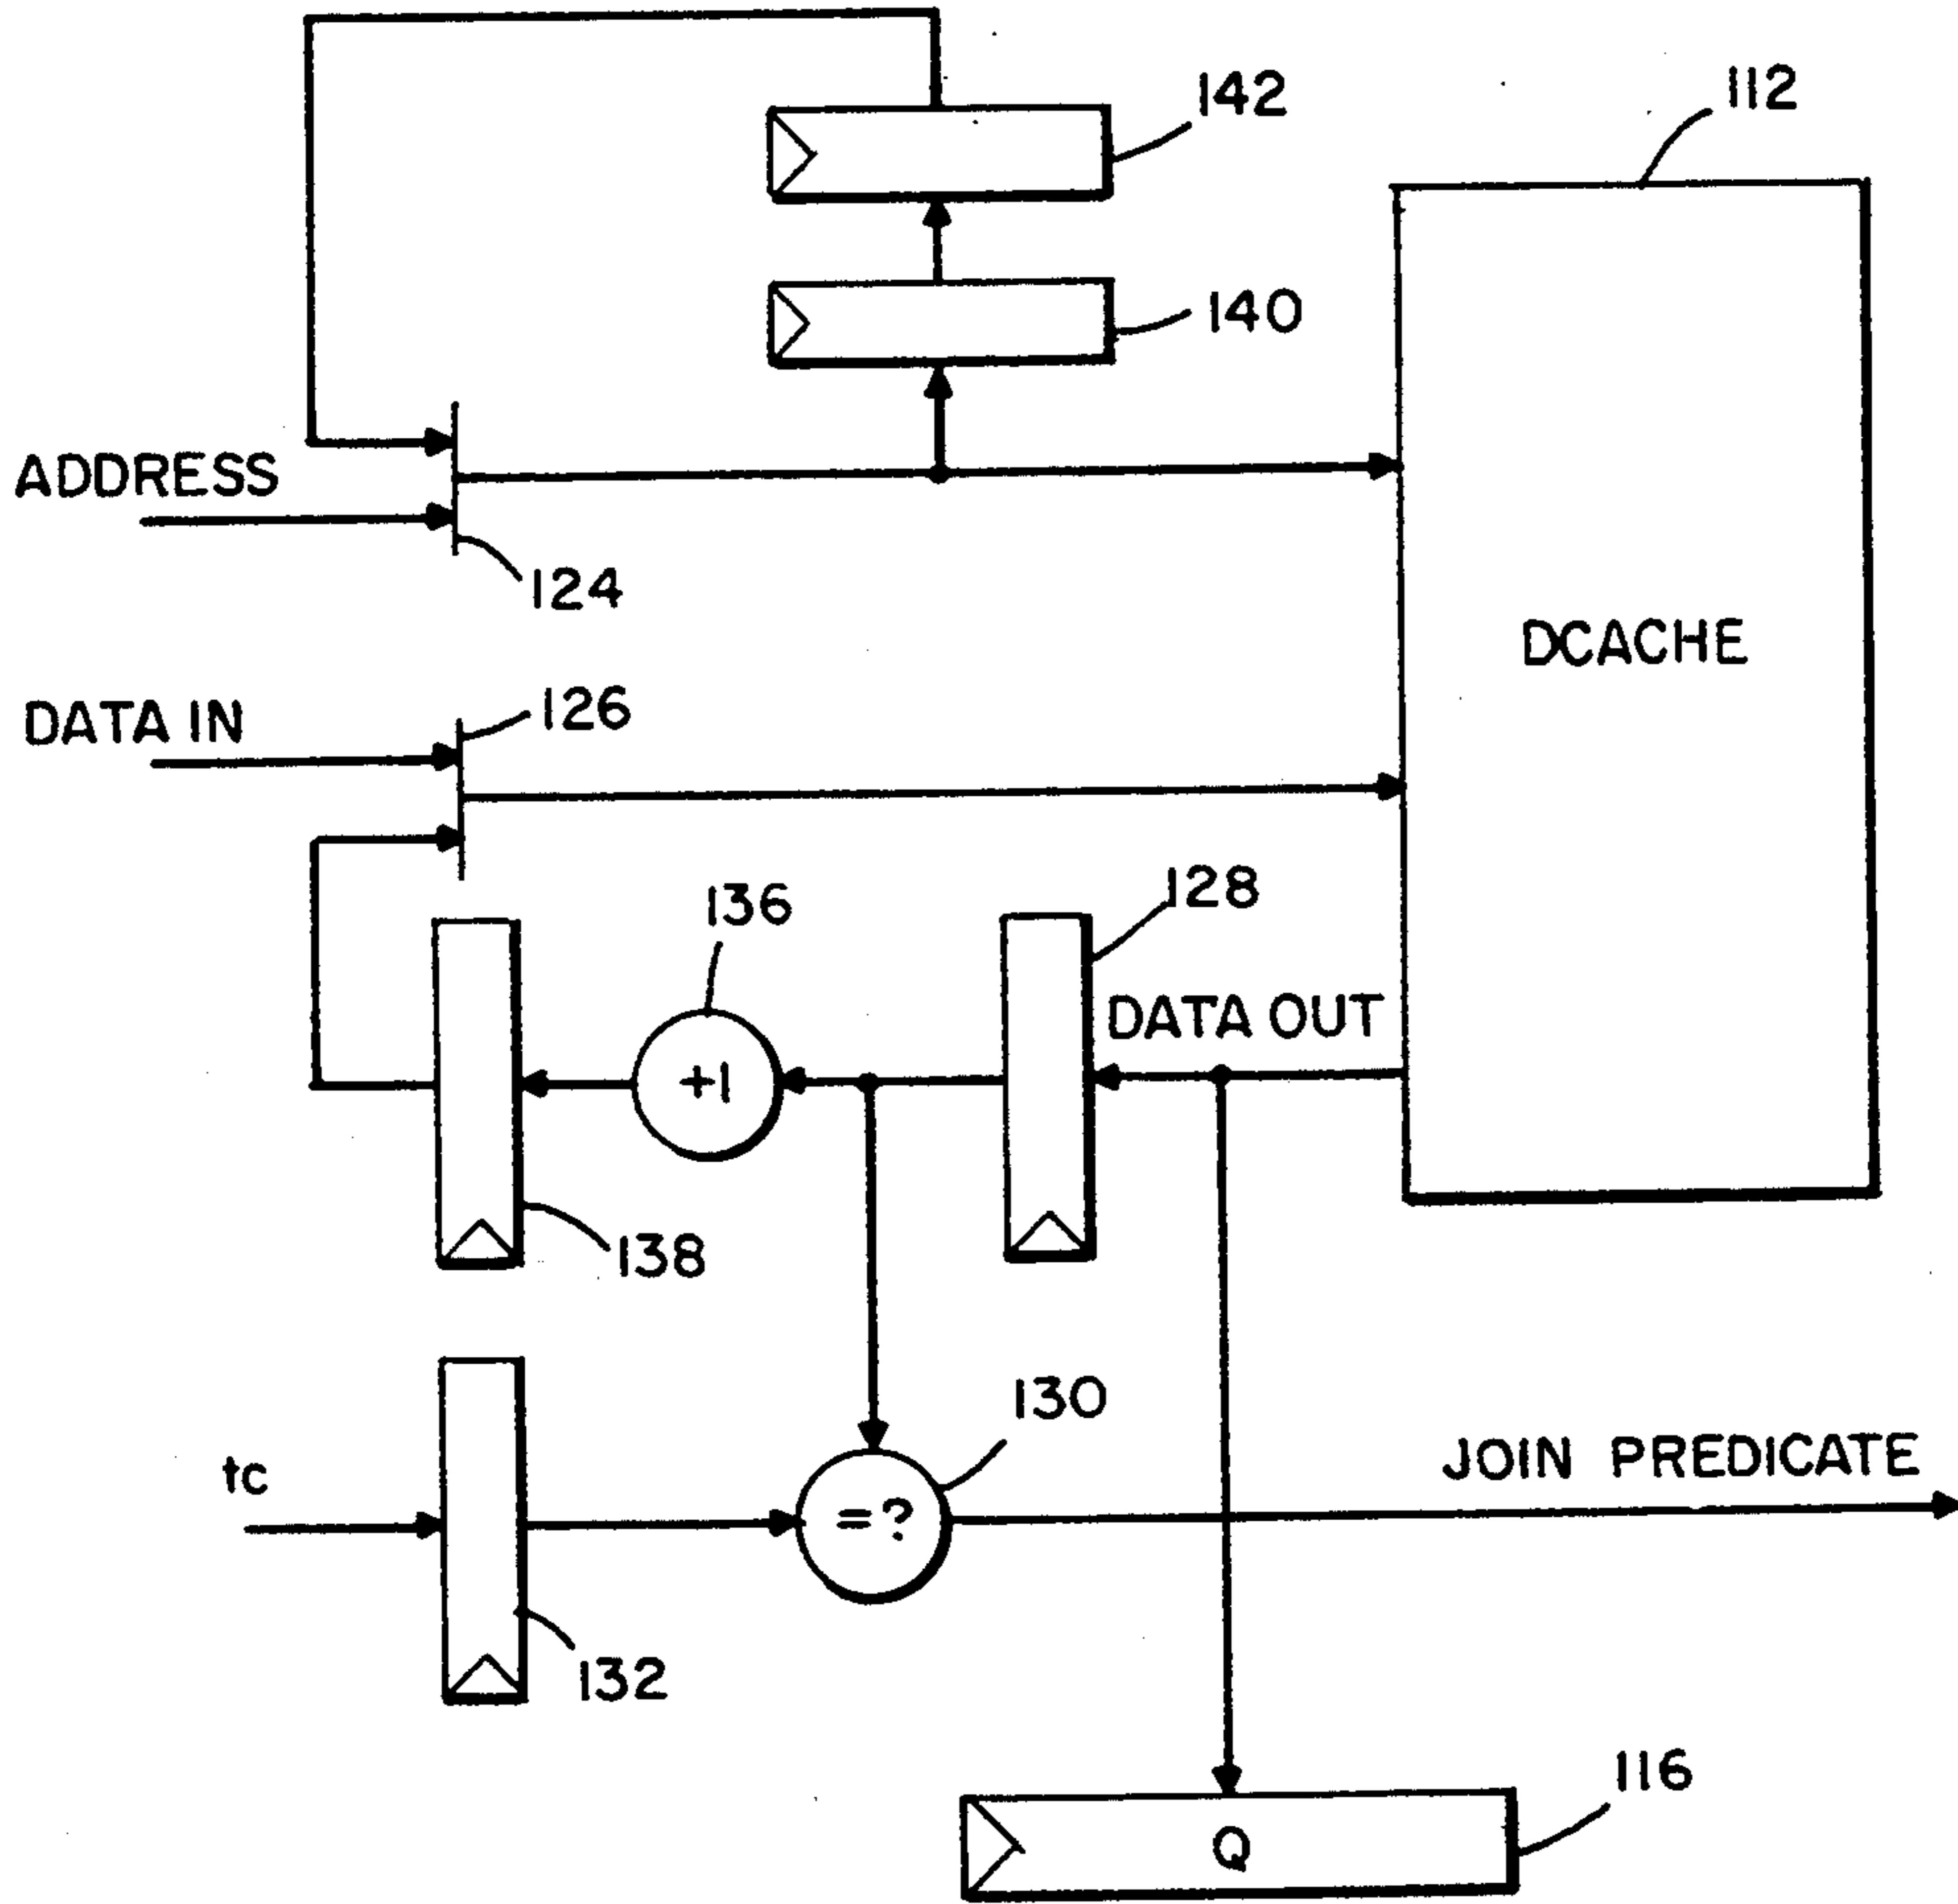 142
112
140
ADDRESS
124
DCACHE
DATA IN
126
136
128
DATA OUT
+1
138
130
tc
JOIN PREDICATE
=?
132
116
Q